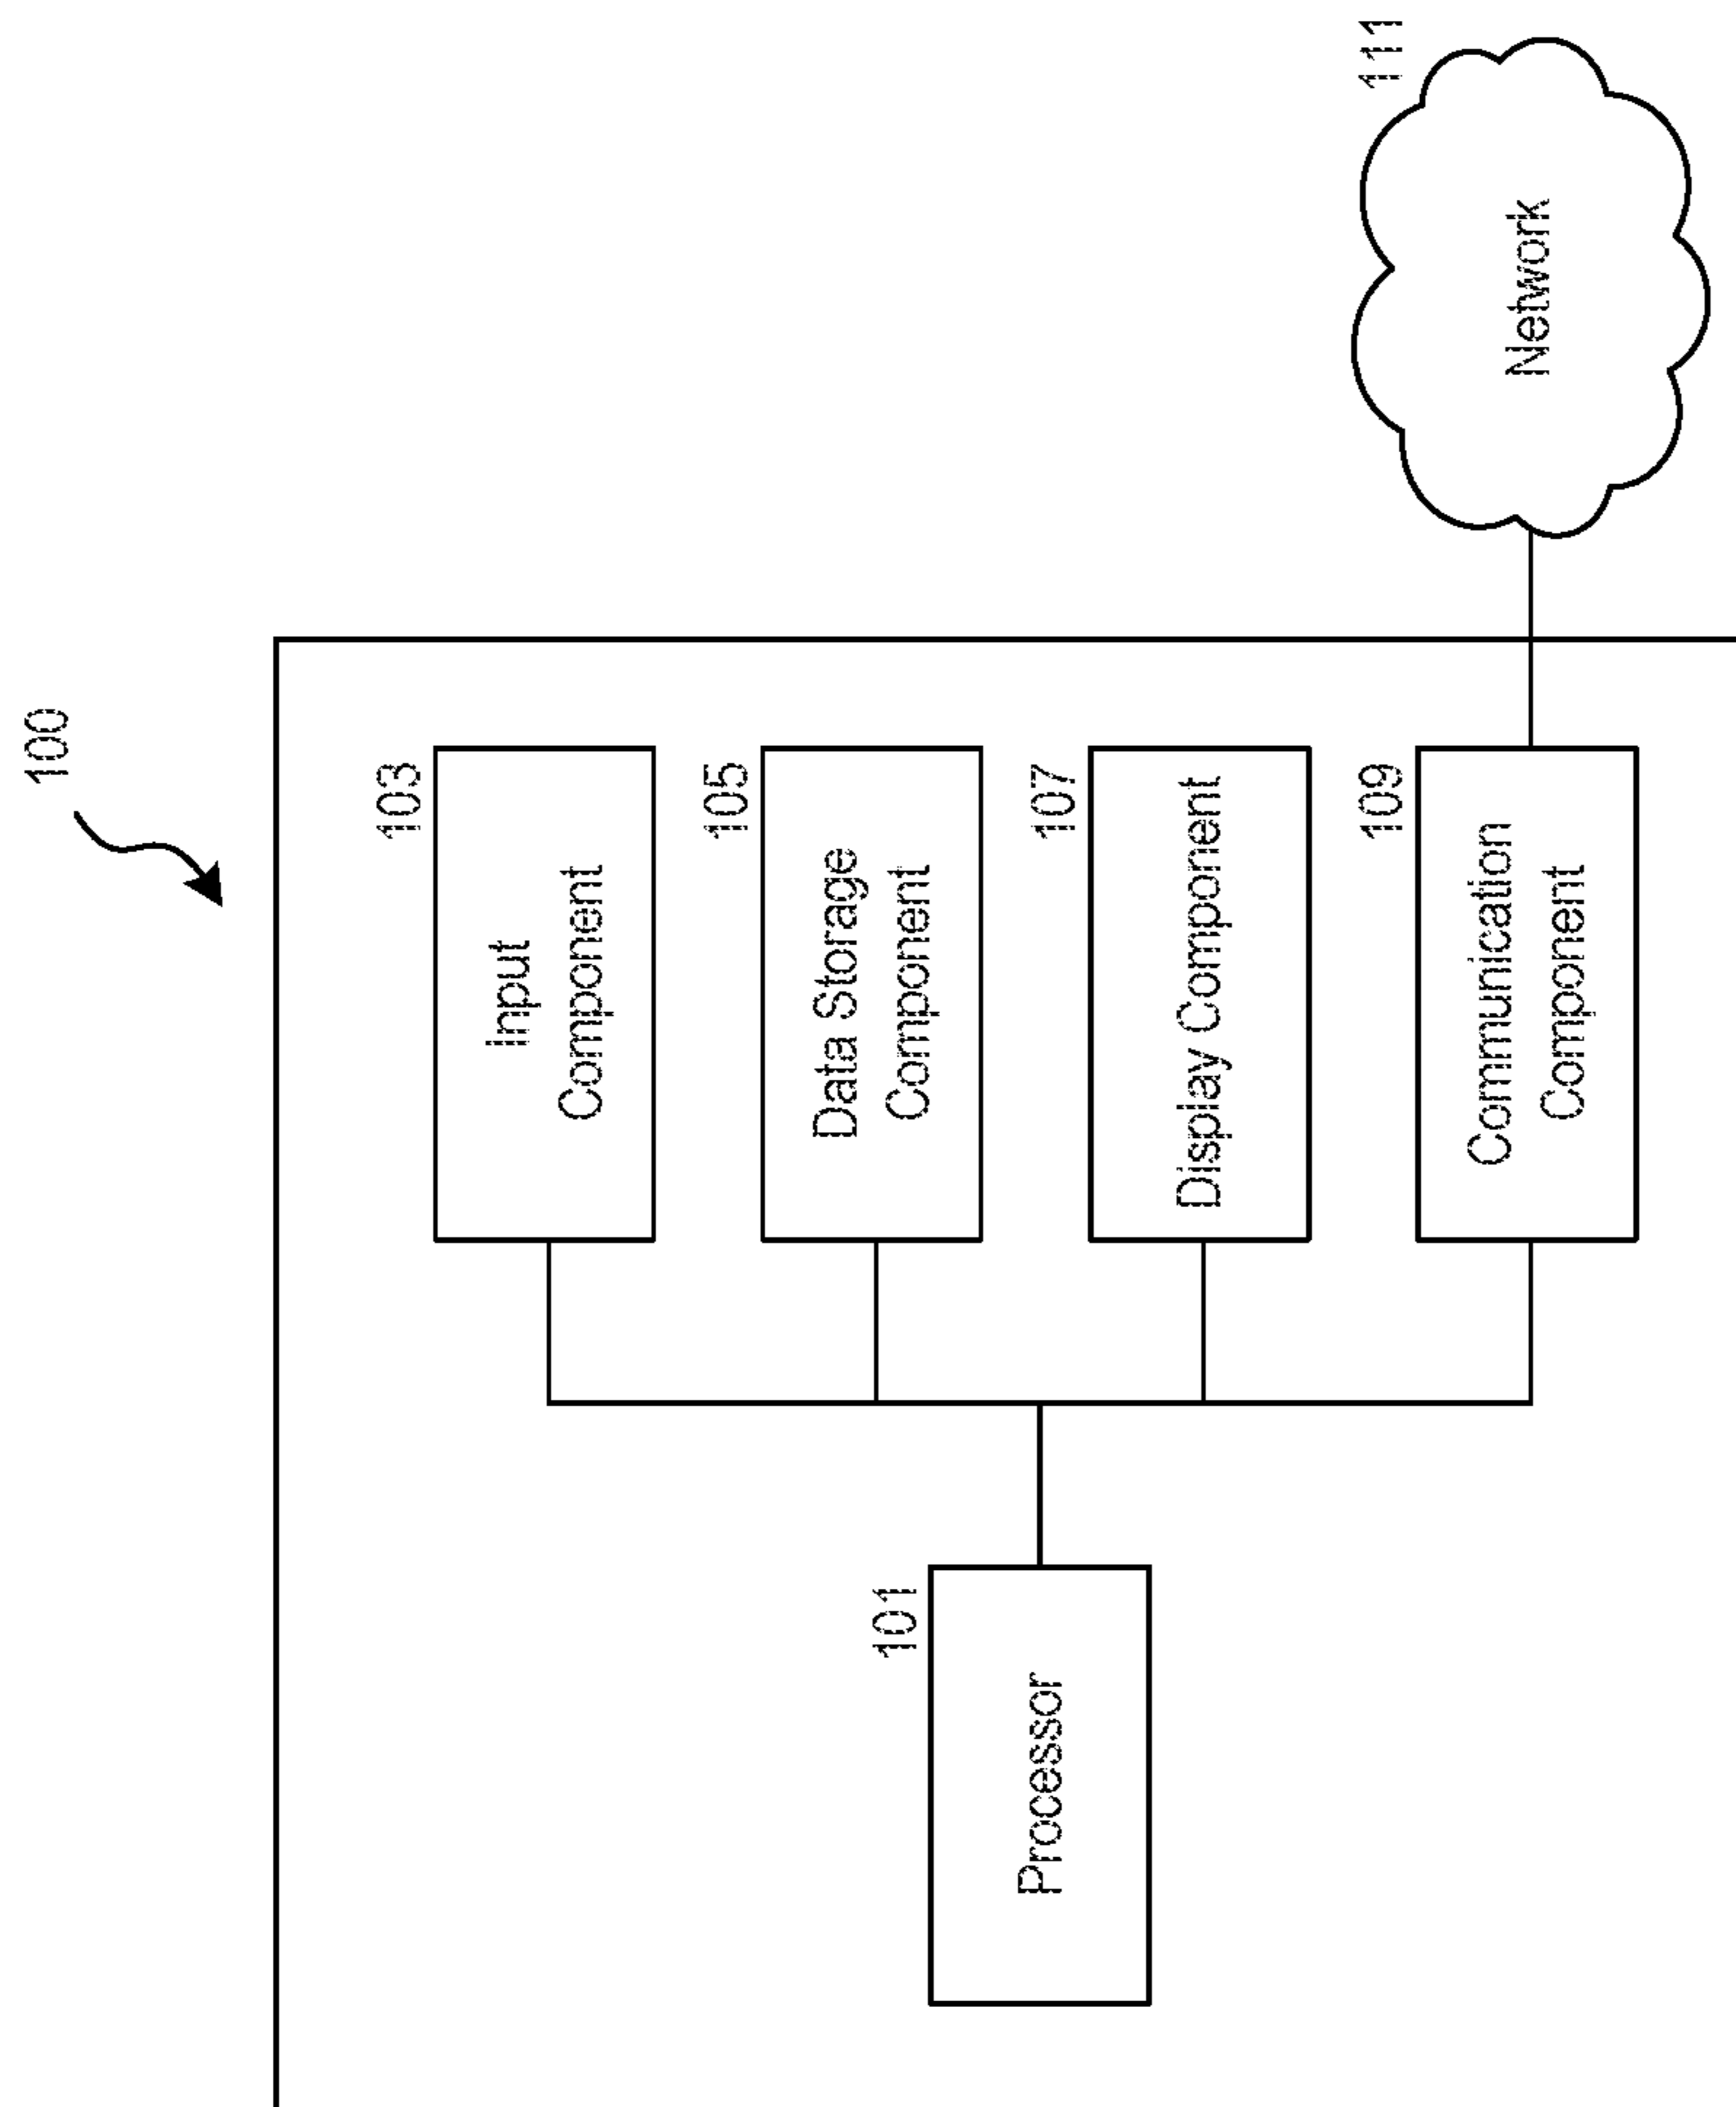 100
103
Input
Component
105
Data Storage
Component
101
Processor
107
Display Component
109
Communication
Component
111
Network